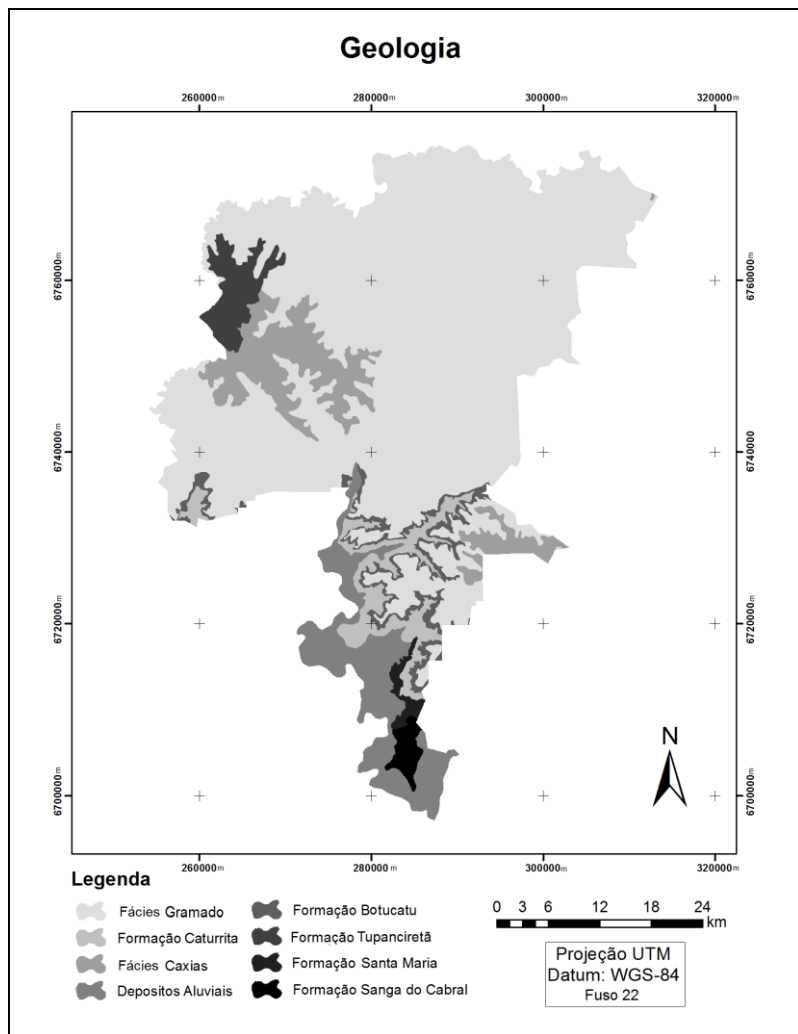 Geologia
260000m 280000m 300000m 320000m
6760000m 6760000m
6740000m 6740000m
6720000m 6720000m
6700000m 6700000m
N
260000m 280000m 300000m 320000m
Legenda
Fácies Gramado
Formação Caturrita
Fácies Caxias
Depositos Aluviais
Formação Botucatu
Formação Tupanciretã
Formação Santa Maria
Formação Sanga do Cabral
0 3 6 12 18 24
km
Projeção UTM
Datum: WGS-84
Fuso 22